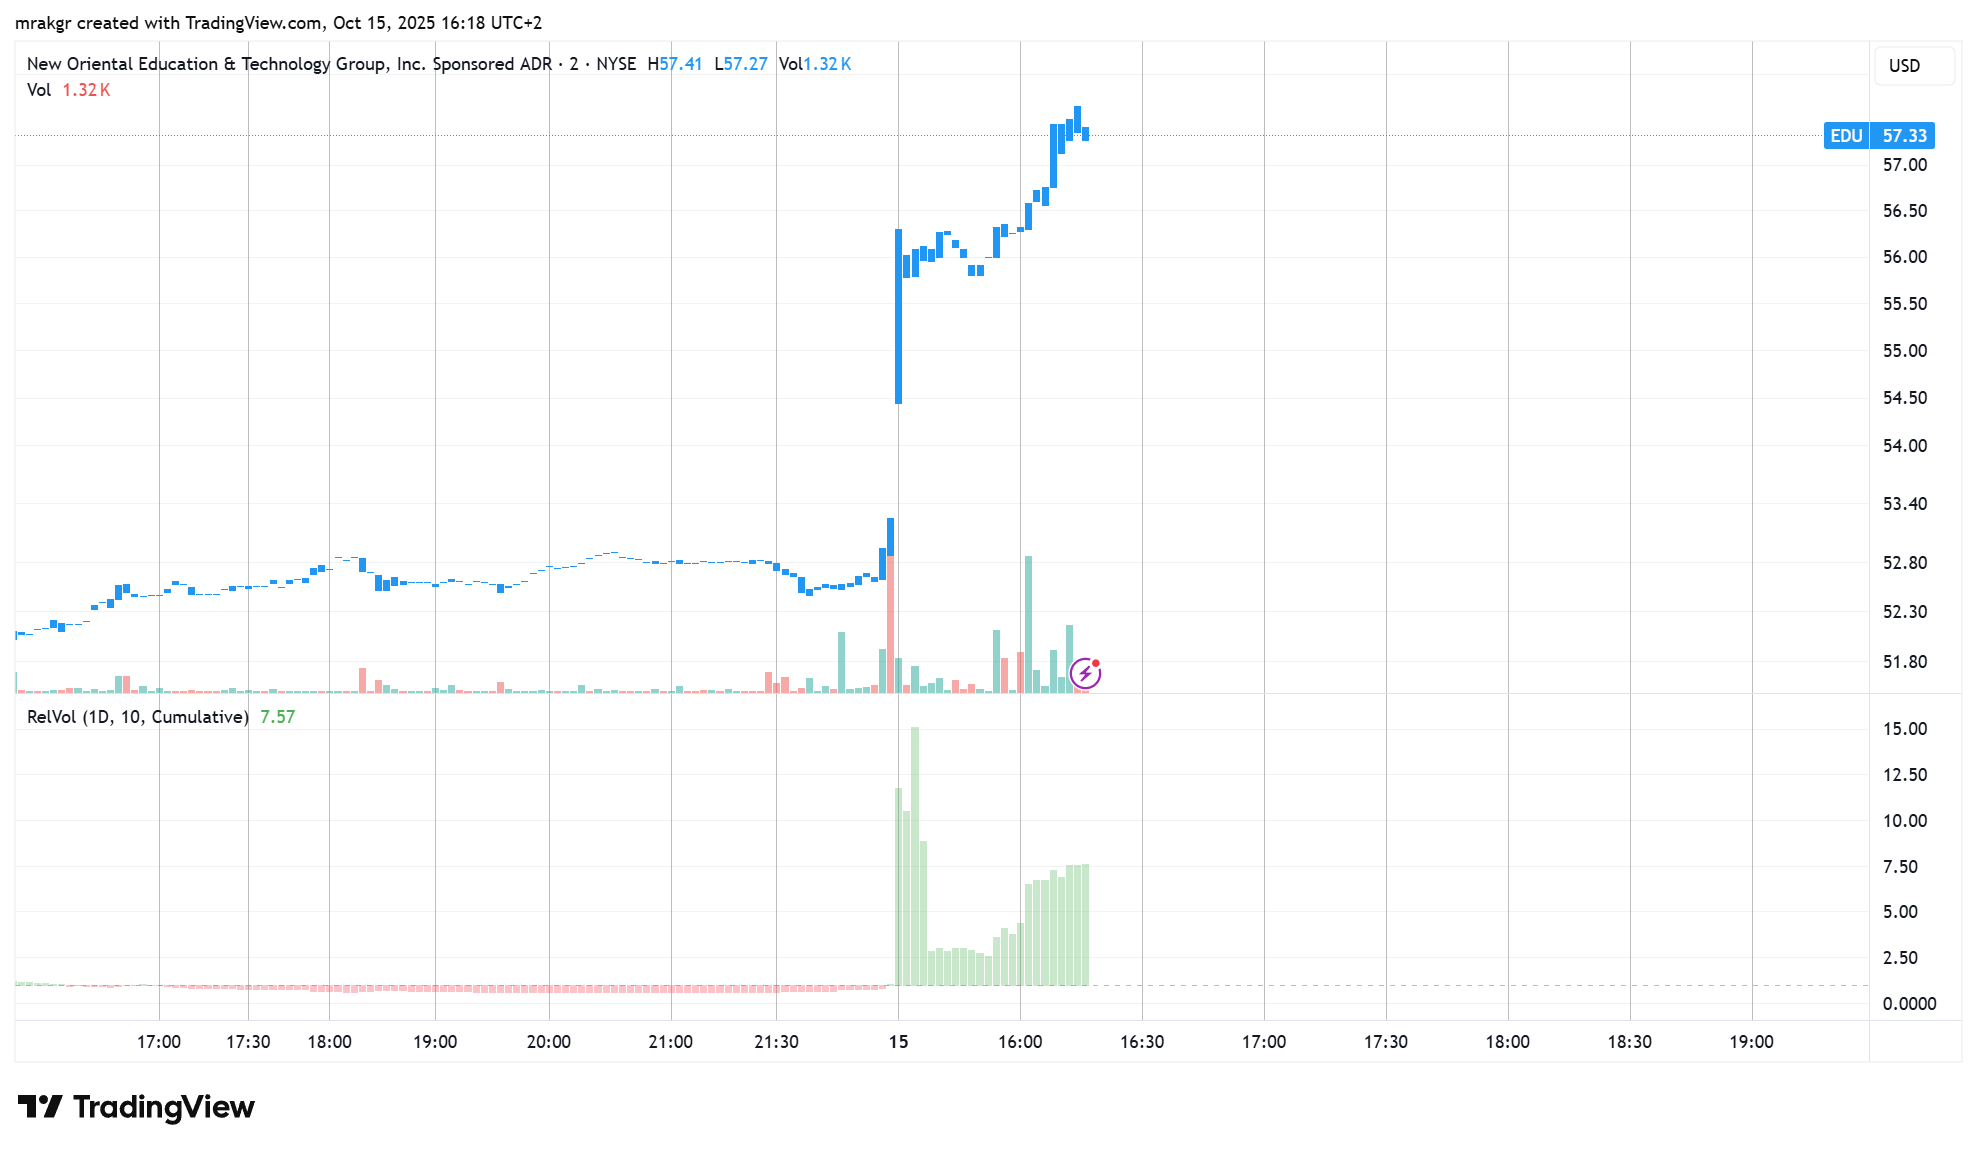 mrakgr created with TradingView.com, Oct 15, 2025 16:18 UTC+2
New Oriental Education & Technology Group, Inc. Sponsored ADR · 2 · NYSE H57.41 L57.27 Vol1.32 K
Vol 1.32 K
USD
EDU 57.33
57.00
56.50
56.00
55.50
55.00
54.50
54.00
53.40
52.80
52.30
51.80
RelVol (1D, 10, Cumulative) 7.57
15.00
12.50
10.00
7.50
5.00
2.50
0.0000
17:00 17:30 18:00 19:00 20:00 21:00 21:30 15 16:00 16:30 17:00 17:30 18:00 18:30 19:00
TradingView